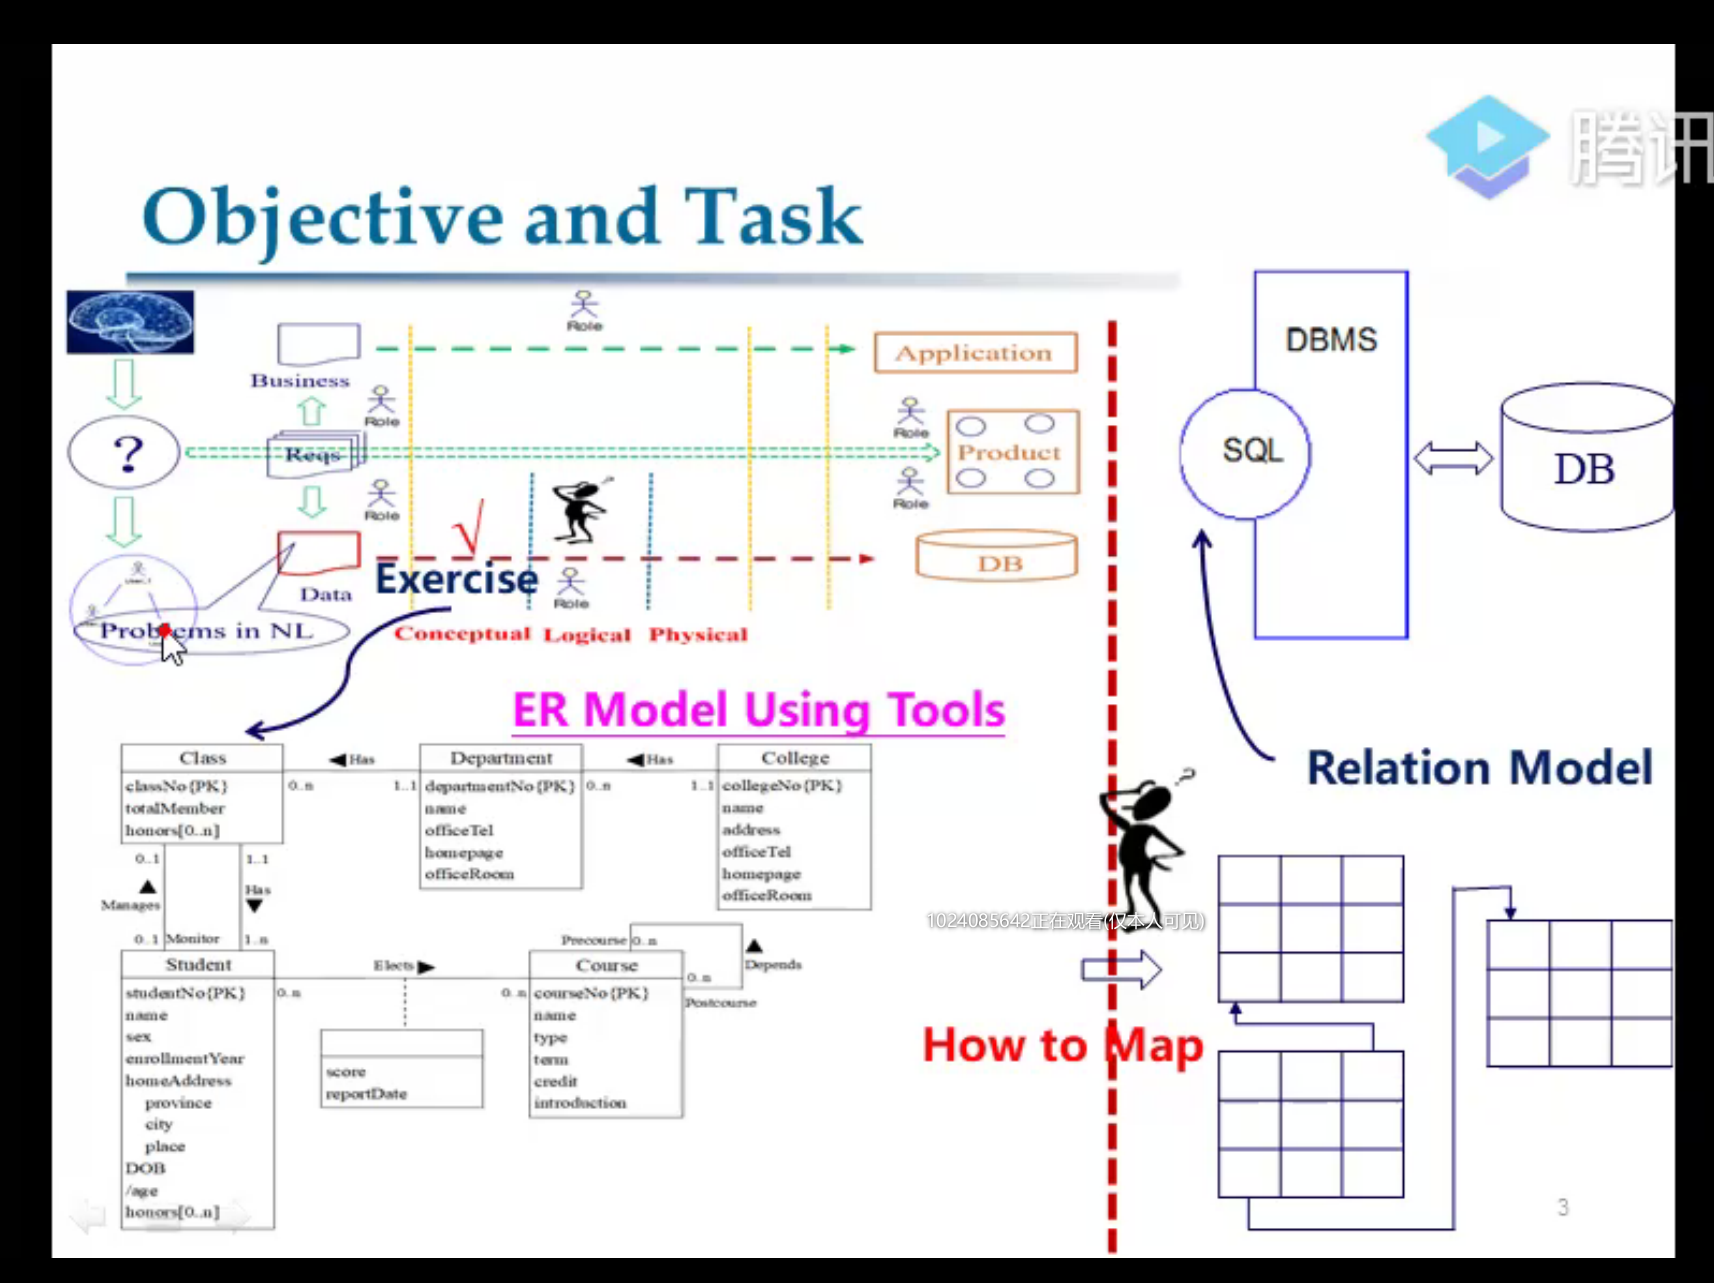 腾讯
Objective and Task
Role
Business
Application
Role
Role
?
Reqs
Product
Role
Role
√
Data
Exercise
DB
Role
Problems in NL
Conceptual Logical Physical
DBMS
SQL
DB
ER Model Using Tools
Relation Model
Class
classNo{PK}
totalMember
honors[0..n]
Has
0..n
1..1
Department
departmentNo{PK}
name
officeTel
homepage
officeRoom
Has
0..n
1..1
College
collegeNo{PK}
name
address
officeTel
homepage
officeRoom
0..1
1..1
Manages
Has
0..1
Monitor
1..n
Student
studentNo{PK}
name
sex
enrollmentYear
homeAddress
province
city
place
DOB
/age
honors[0..n]
Elects
0..n
0..n
score
reportDate
Course
courseNo{PK}
name
type
term
credit
introduction
Precourse
0..n
Depends
0..n
Postcourse
1024085642正在观看(仅本人可见)
How to Map
3